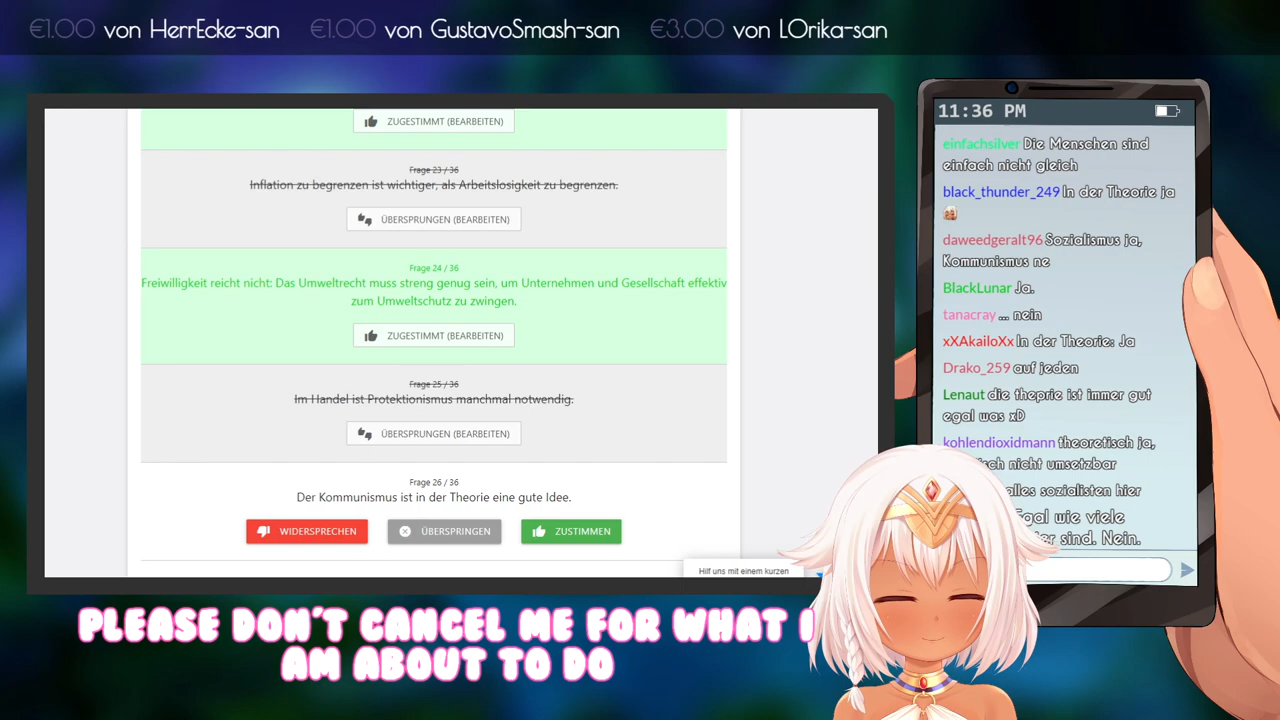 €1.00 von HerrEcke-san €1.00 von GustavoSmash-san €3.00 von LOrika-san
ZUGESTIMMT (BEARBEITEN)
Frage 23 / 36
Inflation zu begrenzen ist wichtiger, als Arbeitslosigkeit zu begrenzen.
ÜBERSPRUNGEN (BEARBEITEN)
Frage 24 / 36
Freiwilligkeit reicht nicht: Das Umweltrecht muss streng genug sein, um Unternehmen und Gesellschaft effektiv
zum Umweltschutz zu zwingen.
ZUGESTIMMT (BEARBEITEN)
Frage 25 / 36
Im Handel ist Protektionismus manchmal notwendig.
ÜBERSPRUNGEN (BEARBEITEN)
Frage 26 / 36
Der Kommunismus ist in der Theorie eine gute Idee.
WIDERSPRECHEN ÜBERSPRINGEN ZUSTIMMEN
Hilf uns mit einem kurzen
11:36 PM
einfachsilver Die Menschen sind
einfach nicht gleich
black_thunder_249 In der Theorie ja
daweedgeralt96 Sozialismus ja,
Kommunismus ne
BlackLunar Ja.
tanacray ... nein
xXAkailoXx In der Theorie: Ja
Drako_259 auf jeden
Lenaut die theprie ist immer gut
egal was xD
kohlendioxidmann theoretisch ja,
nicht umsetzbar
alles sozialisten hier
Egal wie viele
sind. Nein.
PLEASE DON'T CANCEL ME FOR WHAT I
AM ABOUT TO DO